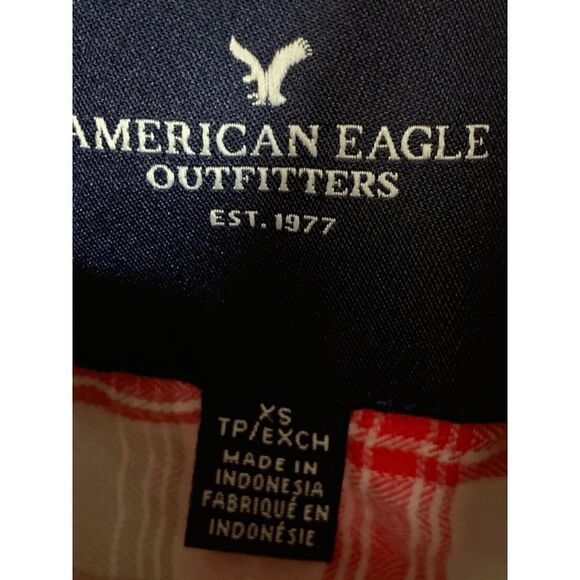 AMERICAN EAGLE
OUTFITTERS
EST. 1977
XS
TP/EXCH
MADE IN
INDONESIA
FABRIQUÉ EN
INDONÉSIE